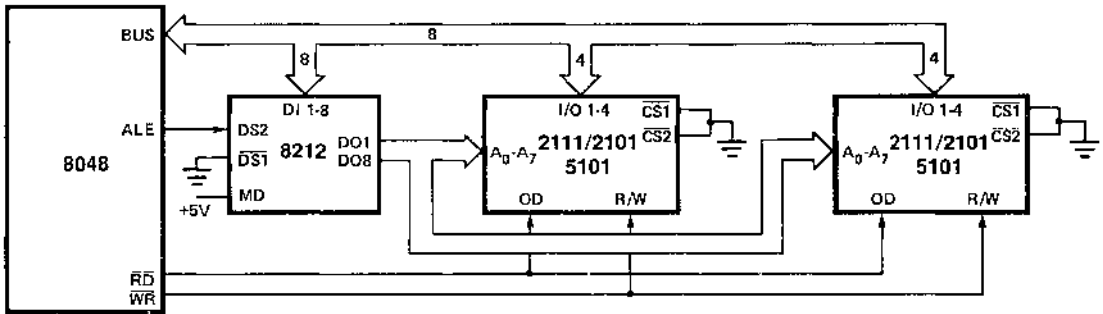 BUS
8
8
4
4
ALE
8048
DI 1-8
DS2
8212
DS1
MD
+5V
DO1
DO8
I/O 1-4
CS1
CS2
2111/2101
5101
A0-A7
OD
R/W
I/O 1-4
CS1
CS2
2111/2101
5101
A0-A7
OD
R/W
RD
WR